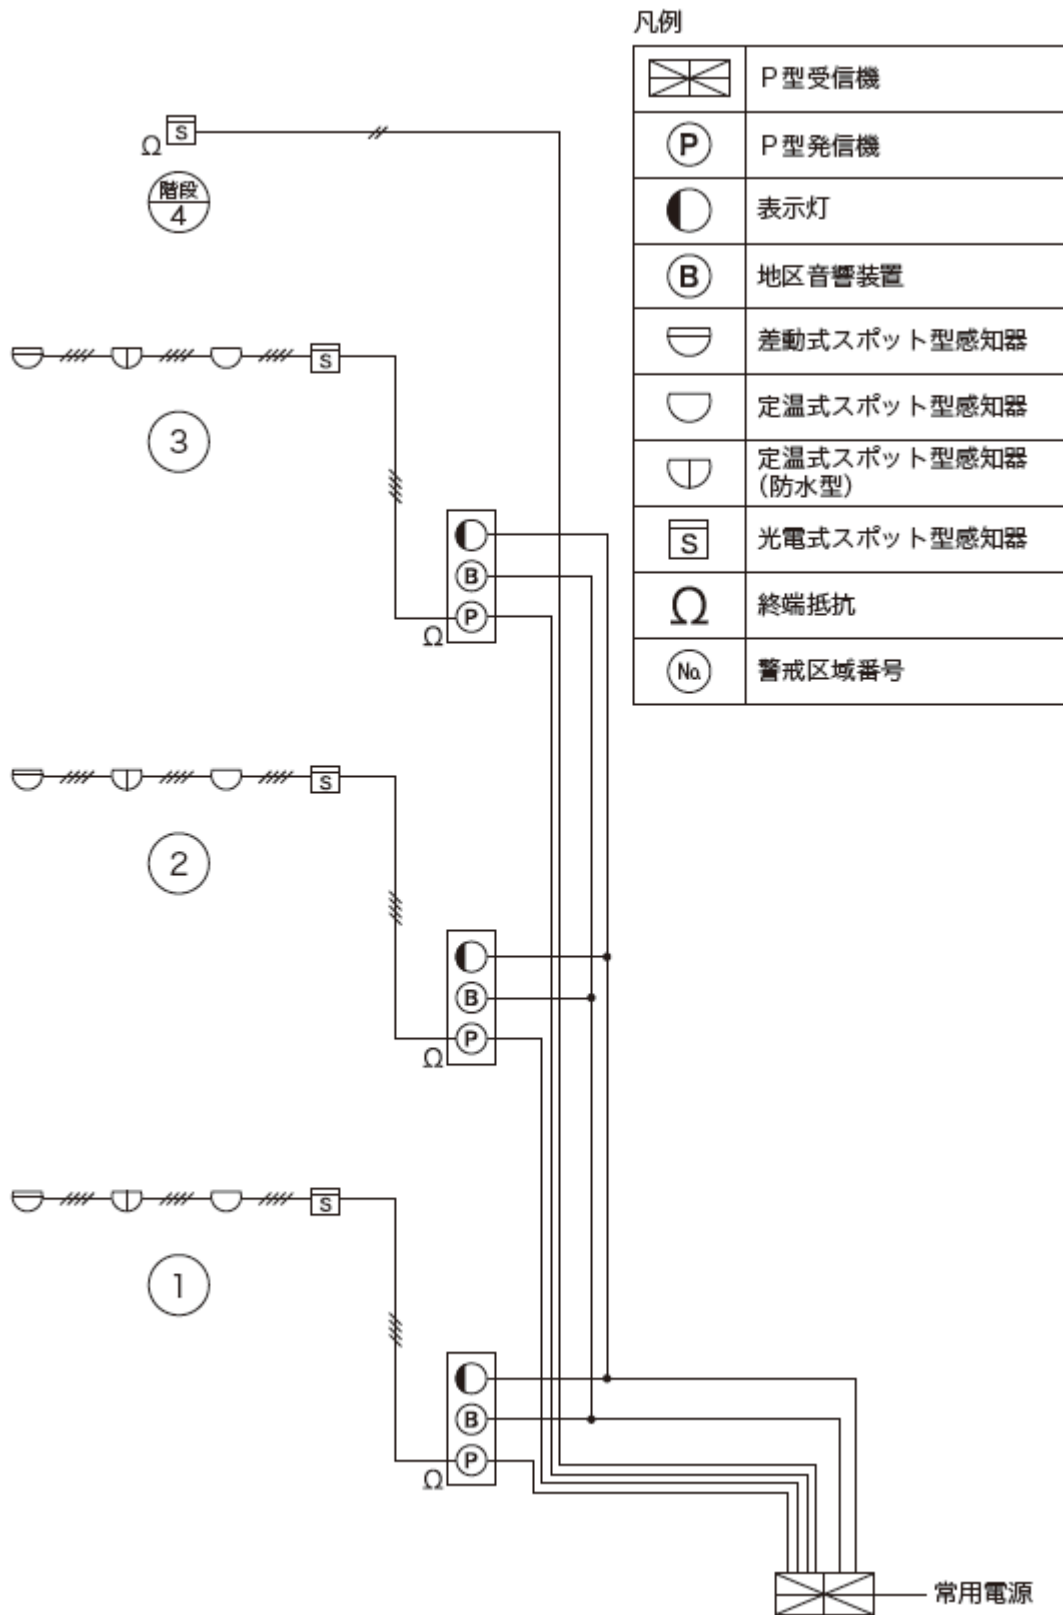 凡例
P型受信機
P P型発信機
表示灯
B 地区音響装置
差動式スポット型感知器
定温式スポット型感知器
定温式スポット型感知器
(防水型)
S 光電式スポット型感知器
Ω 終端抵抗
No. 警戒区域番号
Ω S
階段
4
S
3
B
Ω P
S
2
B
Ω P
S
1
B
Ω P
常用電源